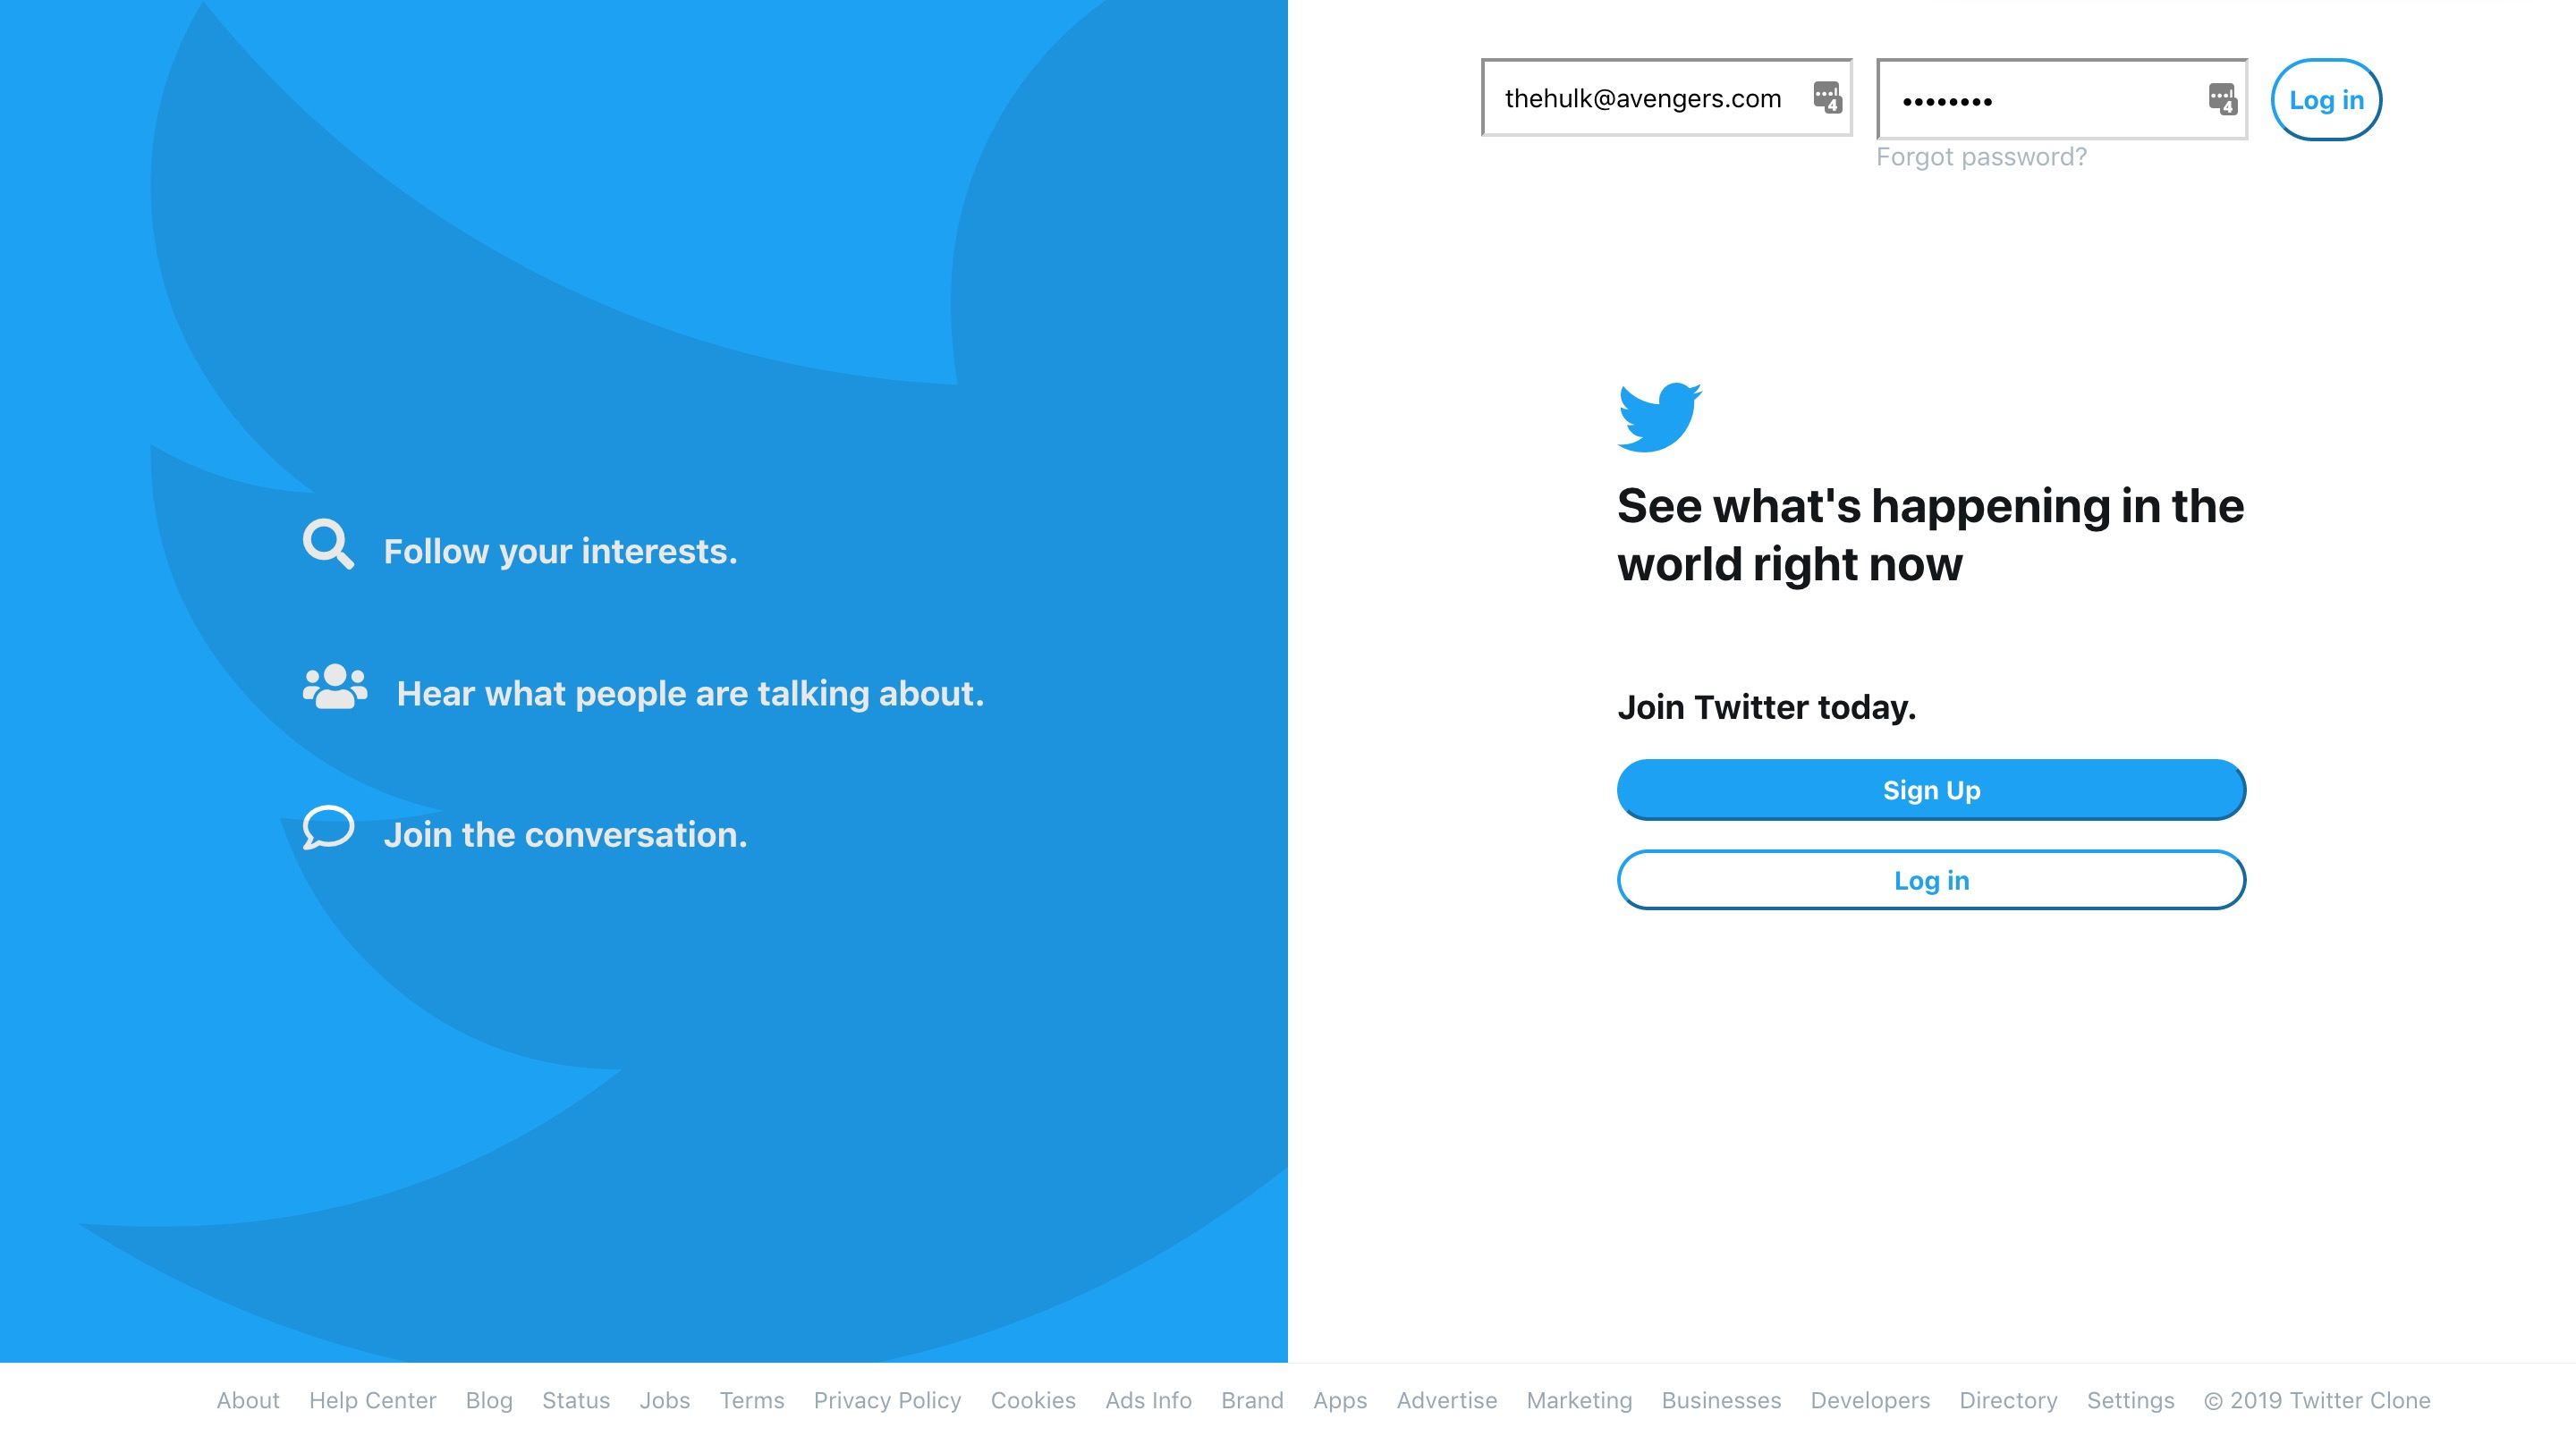 thehulk@avengers.com
4
••••••••
4
Log in
Forgot password?
Follow your interests.
Hear what people are talking about.
Join the conversation.
See what's happening in the
world right now
Join Twitter today.
Sign Up
Log in
About Help Center Blog Status Jobs Terms Privacy Policy Cookies Ads Info Brand Apps Advertise Marketing Businesses Developers Directory Settings © 2019 Twitter Clone